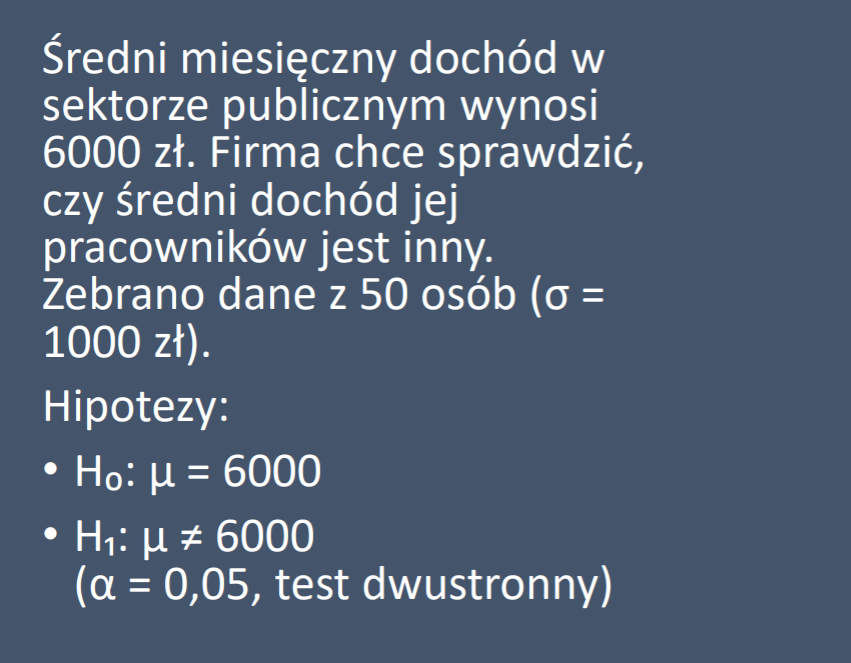 Średni miesięczny dochód w
sektorze publicznym wynosi
6000 zł. Firma chce sprawdzić,
czy średni dochód jej
pracowników jest inny.
Zebrano dane z 50 osób (σ =
1000 zł).
Hipotezy:
• H₀: μ = 6000
• H₁: μ ≠ 6000
(α = 0,05, test dwustronny)